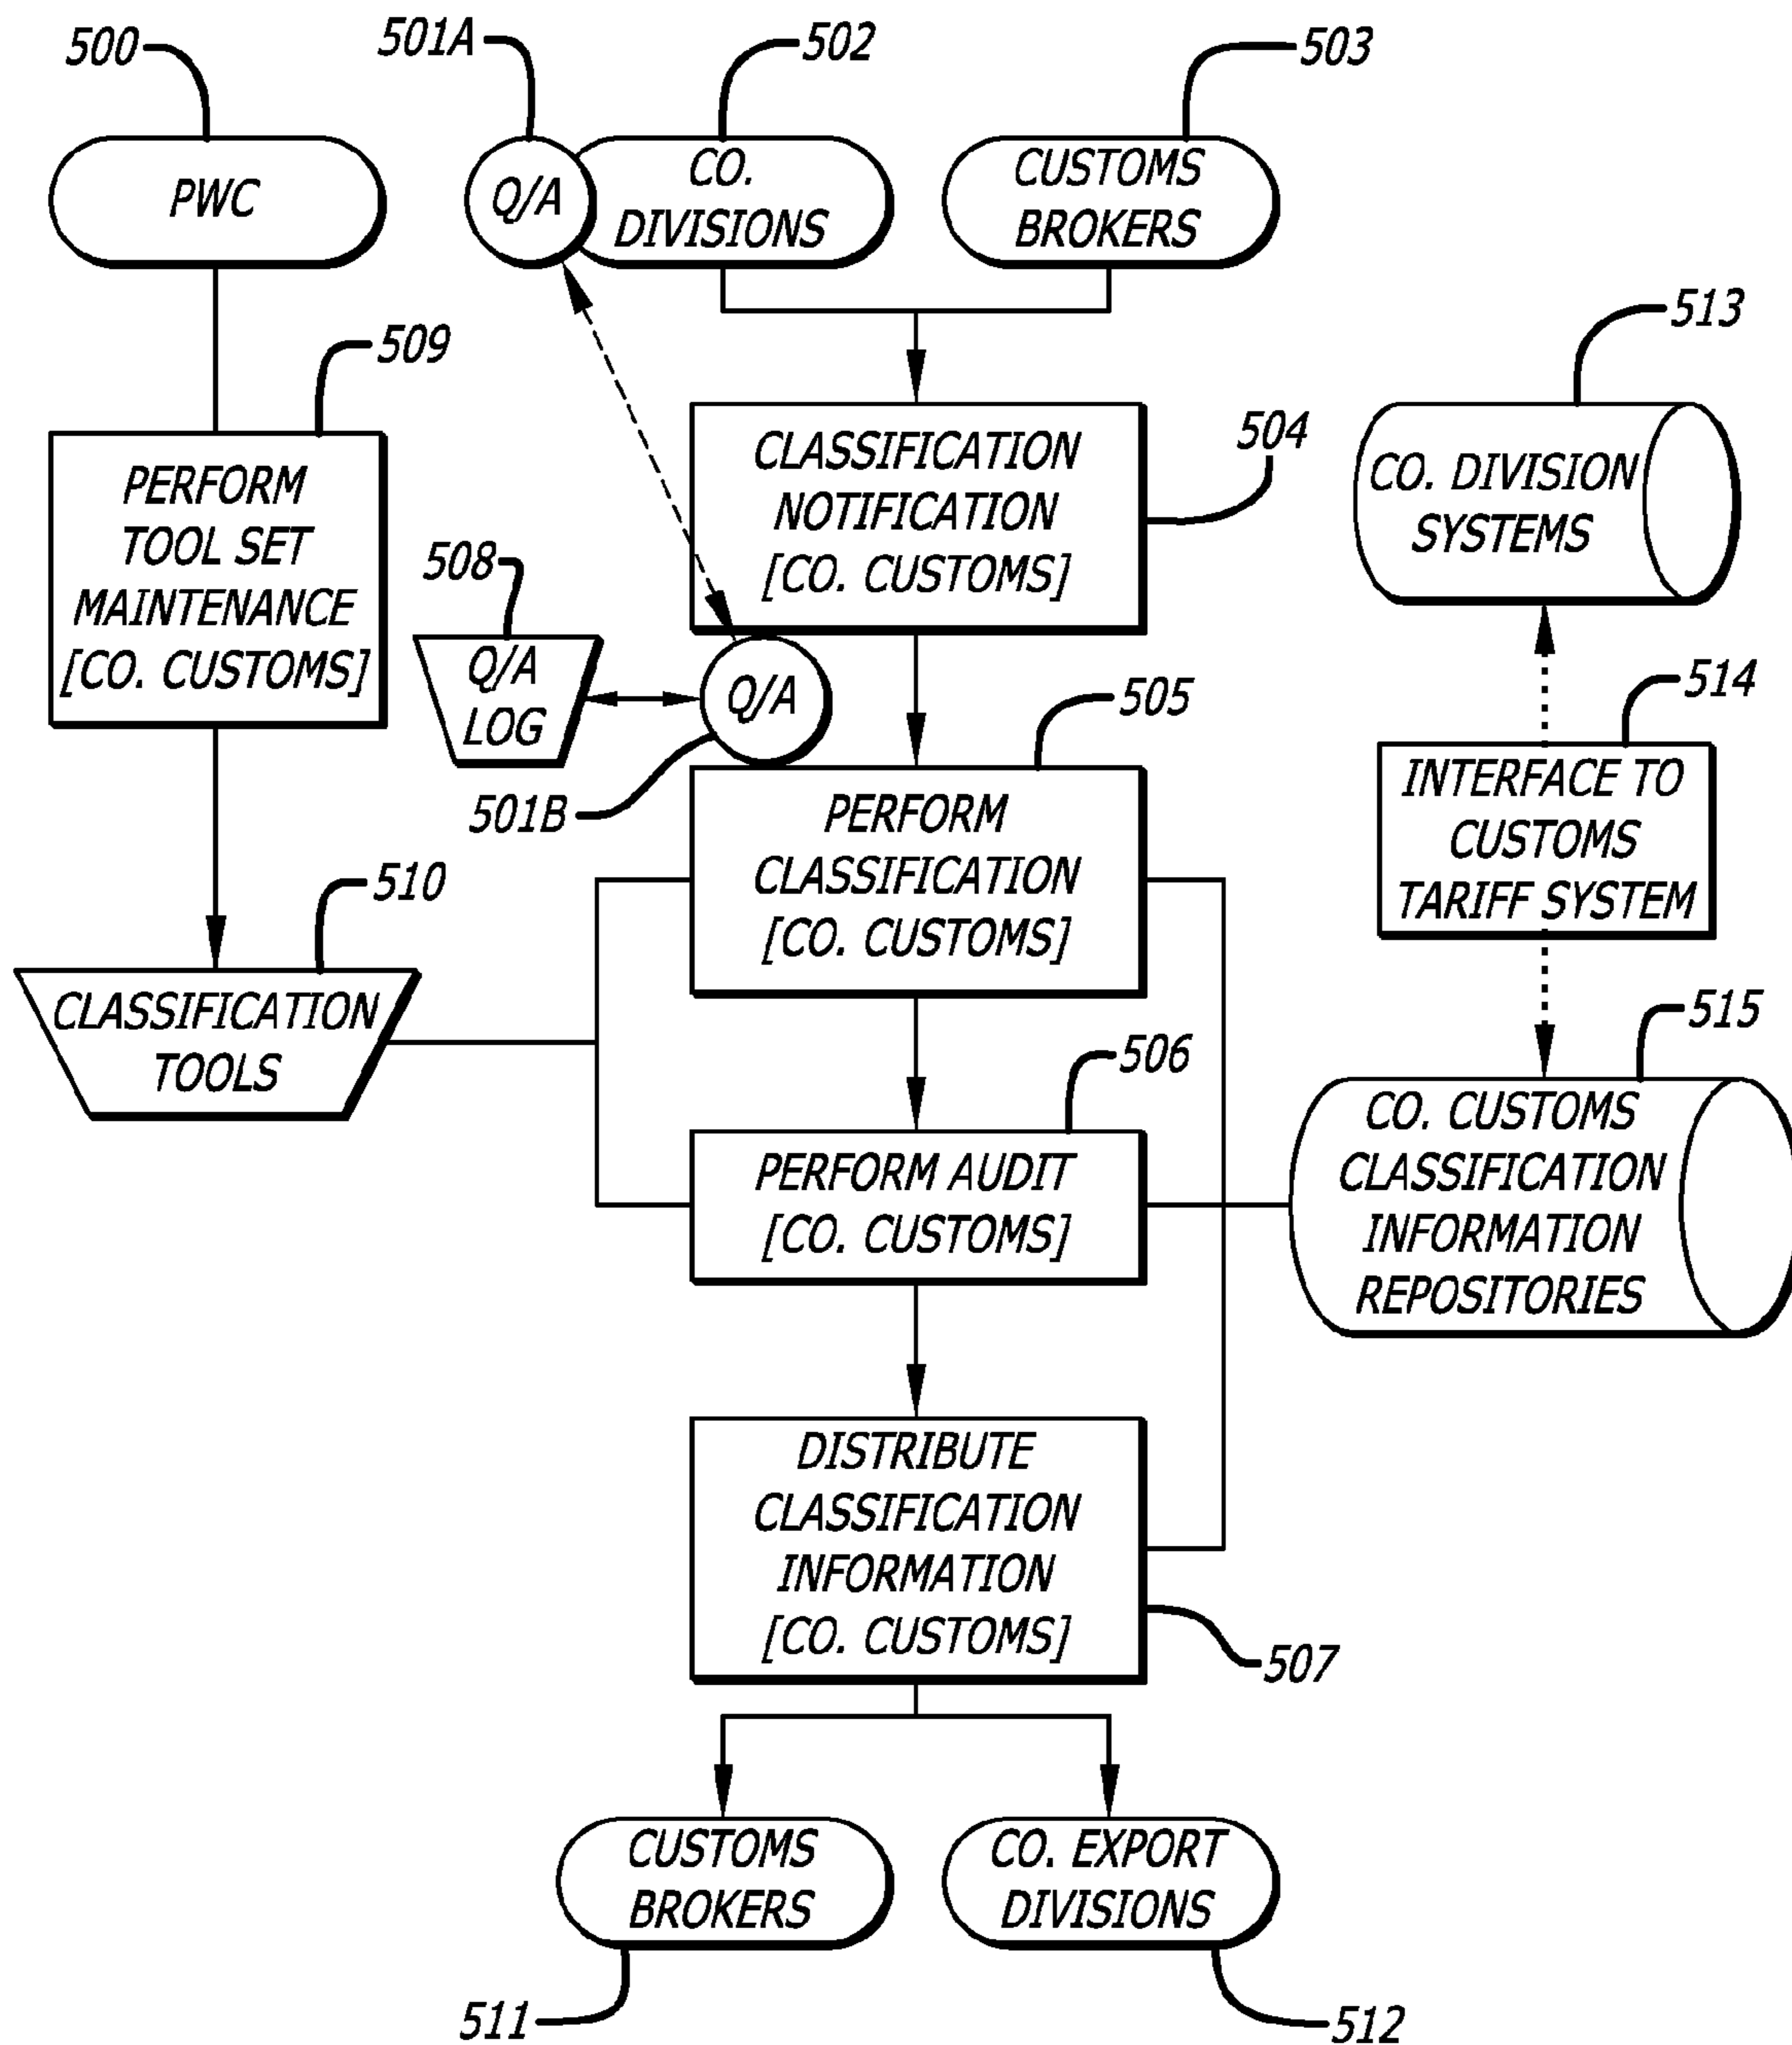 500
501A
502
503
PWC
Q/A
CO.
DIVISIONS
CUSTOMS
BROKERS
509
513
PERFORM
TOOL SET
MAINTENANCE
[CO. CUSTOMS]
CLASSIFICATION
NOTIFICATION
[CO. CUSTOMS]
504
CO. DIVISION
SYSTEMS
508
Q/A
LOG
Q/A
501B
505
514
PERFORM
CLASSIFICATION
[CO. CUSTOMS]
INTERFACE TO
CUSTOMS
TARIFF SYSTEM
510
CLASSIFICATION
TOOLS
506
515
PERFORM AUDIT
[CO. CUSTOMS]
CO. CUSTOMS
CLASSIFICATION
INFORMATION
REPOSITORIES
DISTRIBUTE
CLASSIFICATION
INFORMATION
[CO. CUSTOMS]
507
CUSTOMS
BROKERS
CO. EXPORT
DIVISIONS
511
512